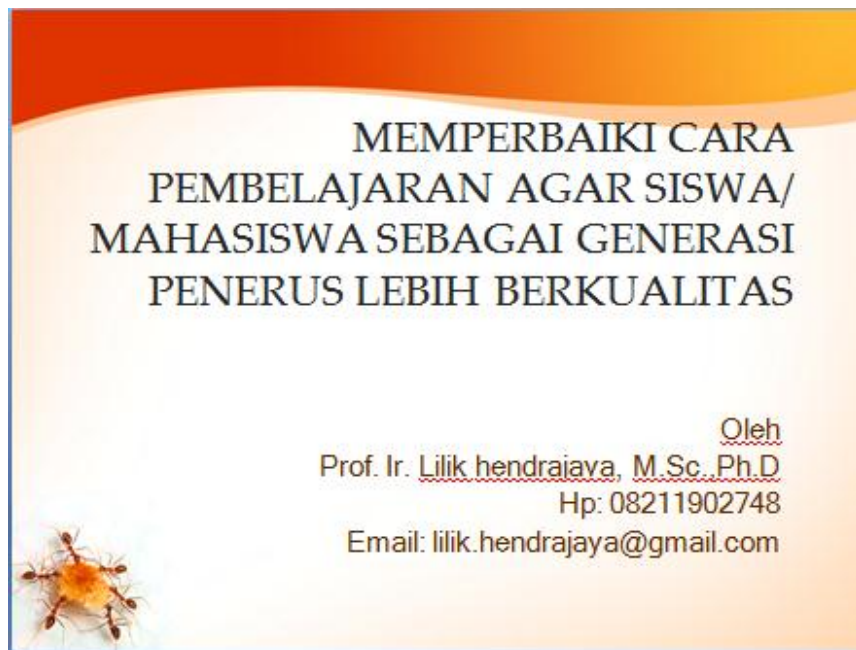 MEMPERBAIKI CARA
PEMBELAJARAN AGAR SISWA/
MAHASISWA SEBAGAI GENERASI
PENERUS LEBIH BERKUALITAS
Oleh
Prof. Ir. Lilik hendrajaya, M.Sc.,Ph.D
Hp: 08211902748
Email: lilik.hendrajaya@gmail.com